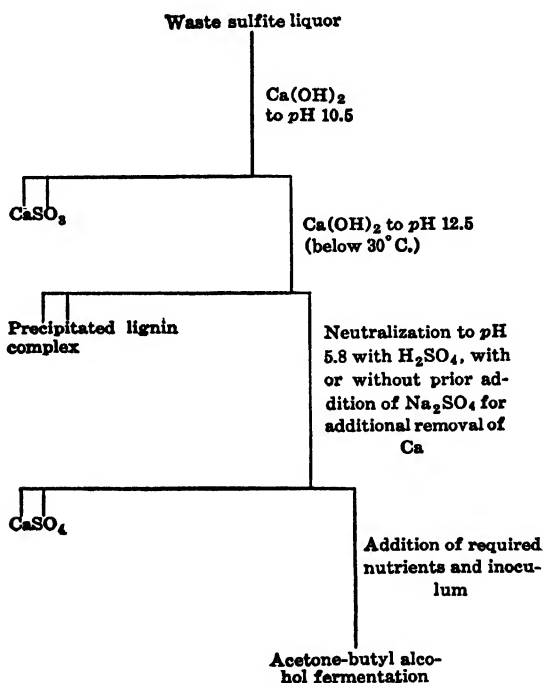 Waste sulfite liquor
Ca(OH)₂
to pH 10.5
CaSO₃
Ca(OH)₂ to pH 12.5
(below 30°C.)
Precipitated lignin
complex
Neutralization to pH
5.8 with H₂SO₄, with
or without prior ad-
dition of Na₂SO₄ for
additional removal of
Ca
CaSO₄
Addition of required
nutrients and inocu-
lum
Acetone-butyl alco-
hol fermentation